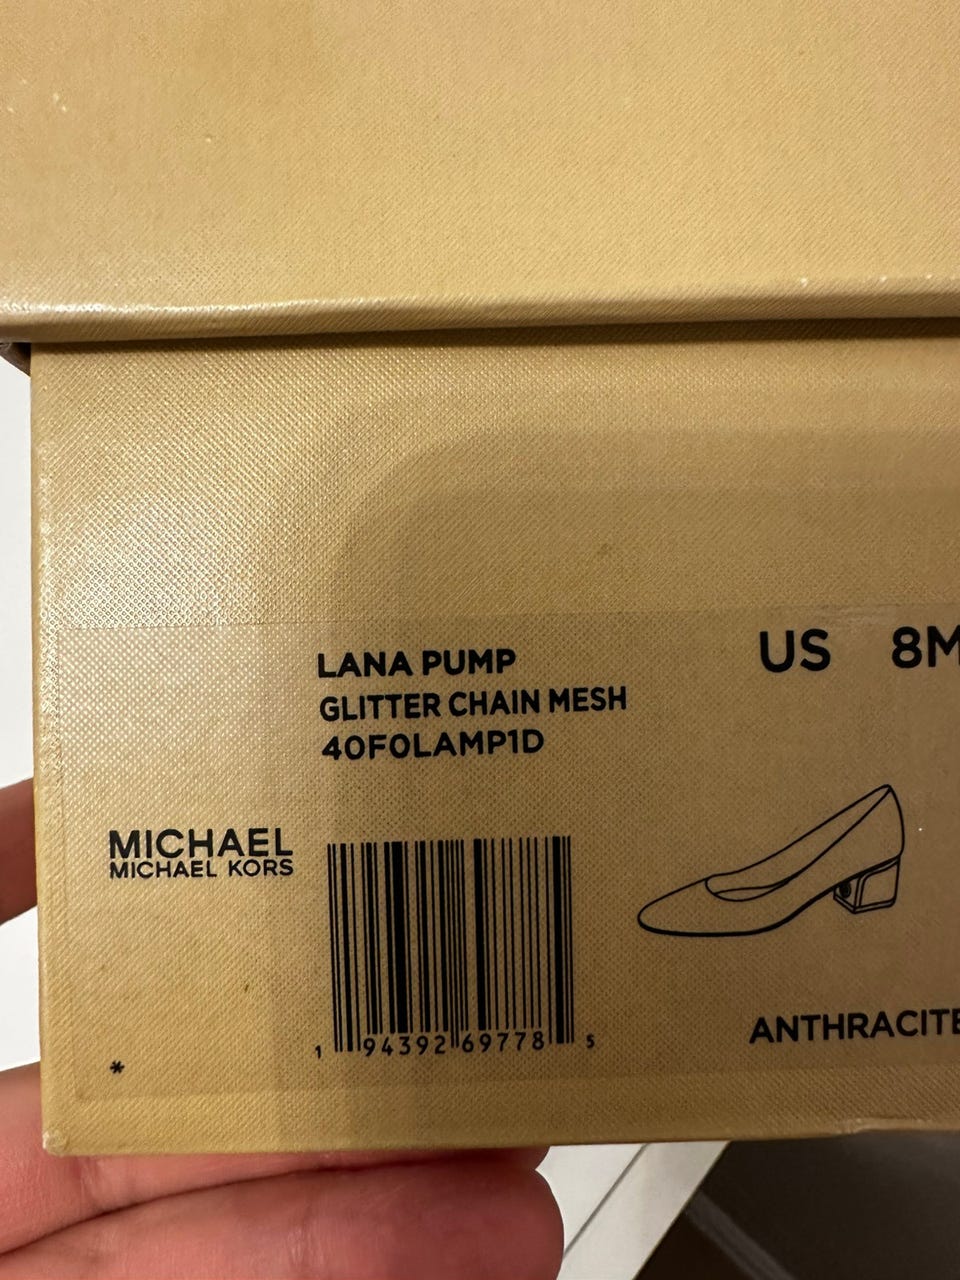 LANA PUMP
GLITTER CHAIN MESH
40F0LAMP1D
US 8M
MICHAEL
MICHAEL KORS
1 94392 69778 5
ANTHRACITE
*